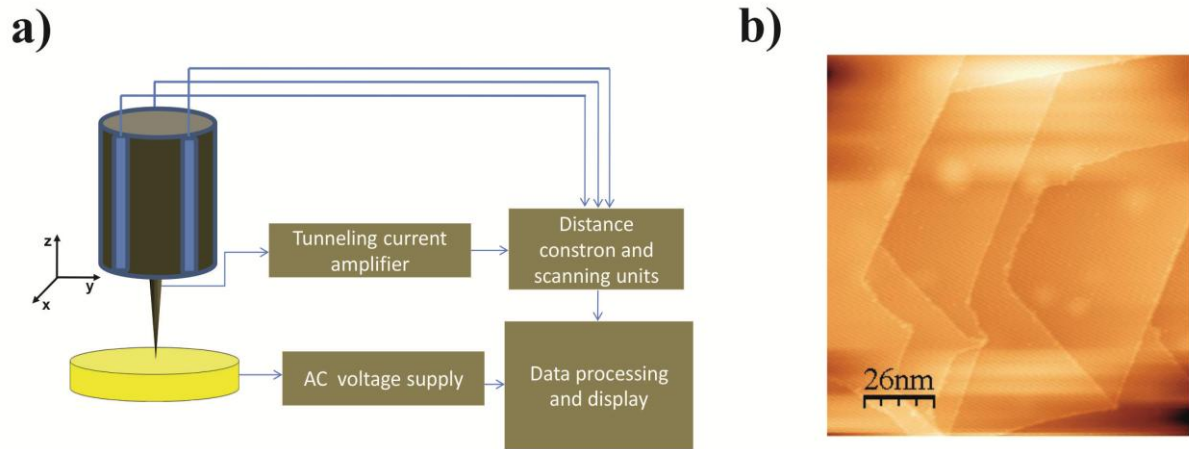 a)
b)
z
y
x
Tunneling current
amplifier
Distance
constron and
scanning units
AC voltage supply
Data processing
and display
26nm